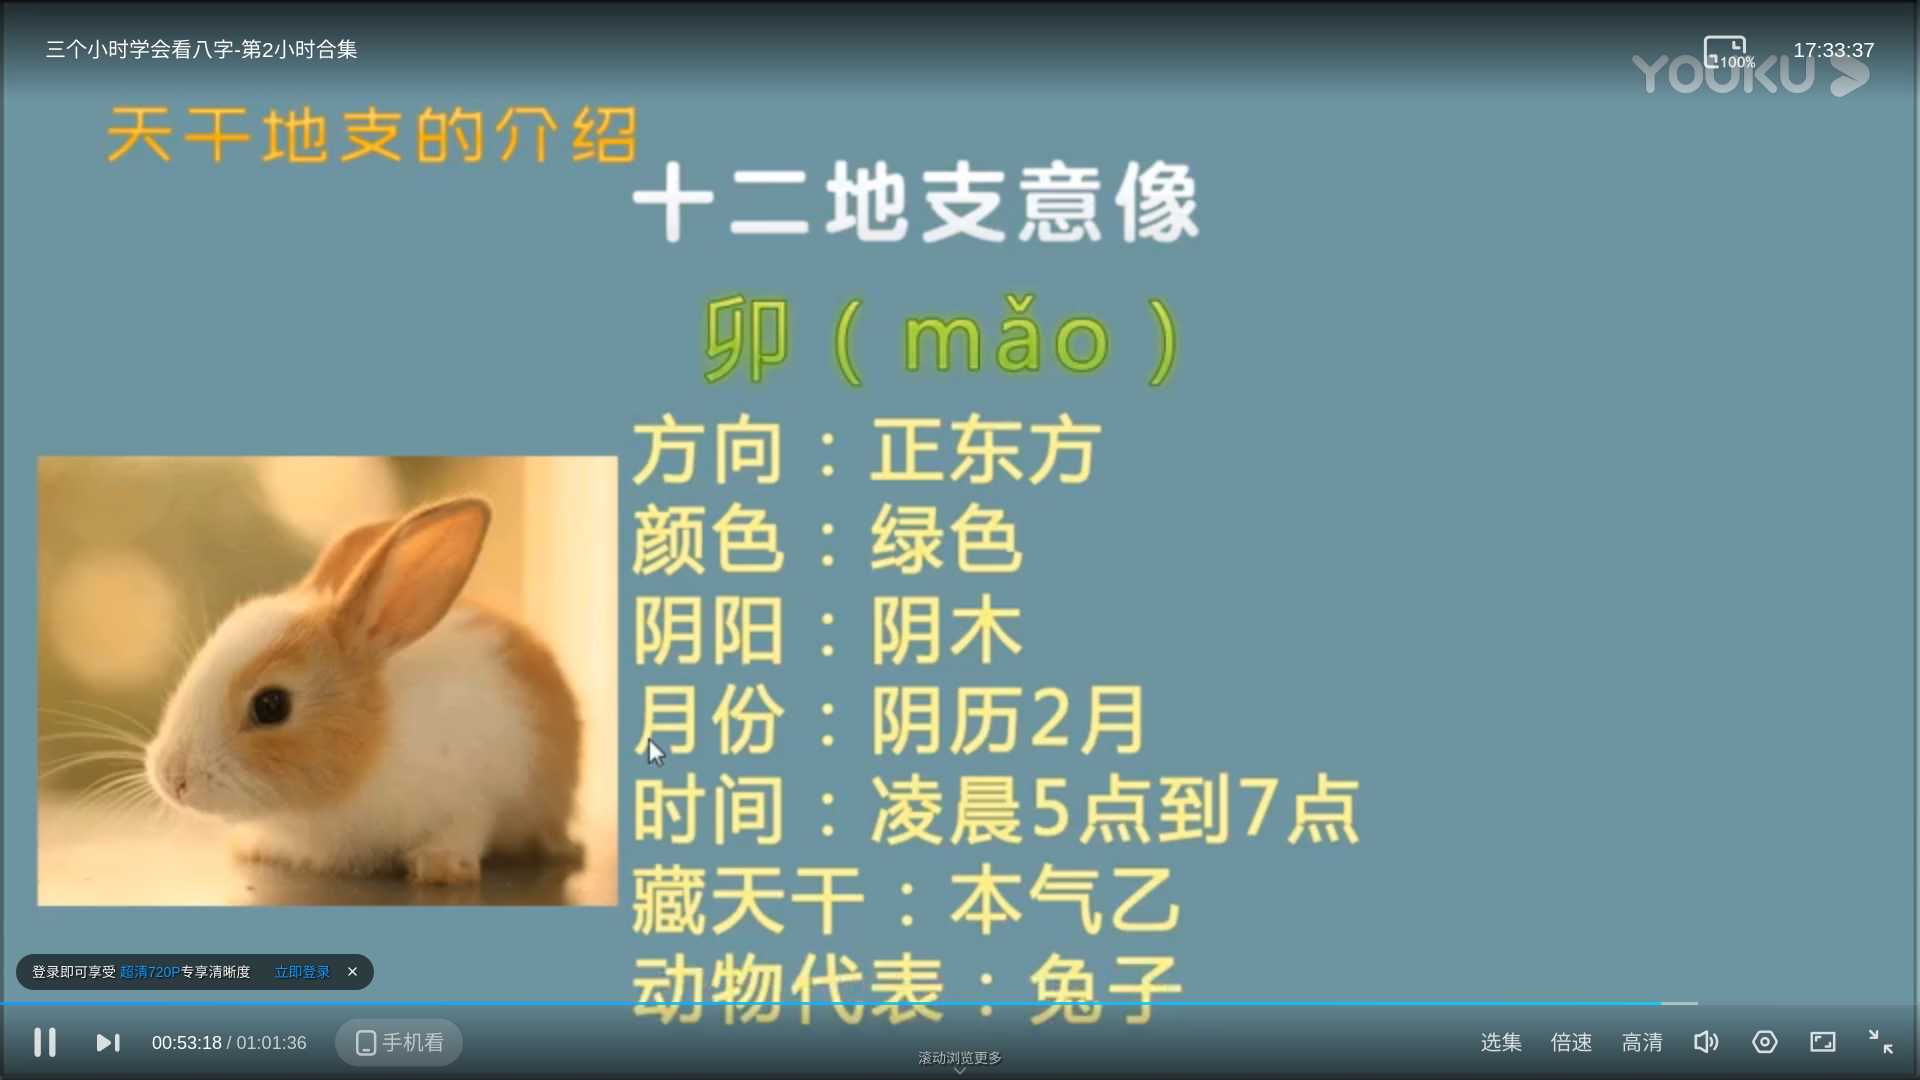 三个小时学会看八字-第2小时合集
100%
17:33:37
YOUKU
天干地支的介绍
十二地支意像
卯（mǎo）
方向：正东方
颜色：绿色
阴阳：阴木
月份：阴历2月
时间：凌晨5点到7点
藏天干：本气乙
动物代表：兔子
登录即可享受 超清720P专享清晰度 立即登录
00:53:18 / 01:01:36
手机看
选集 倍速 高清
滚动浏览更多